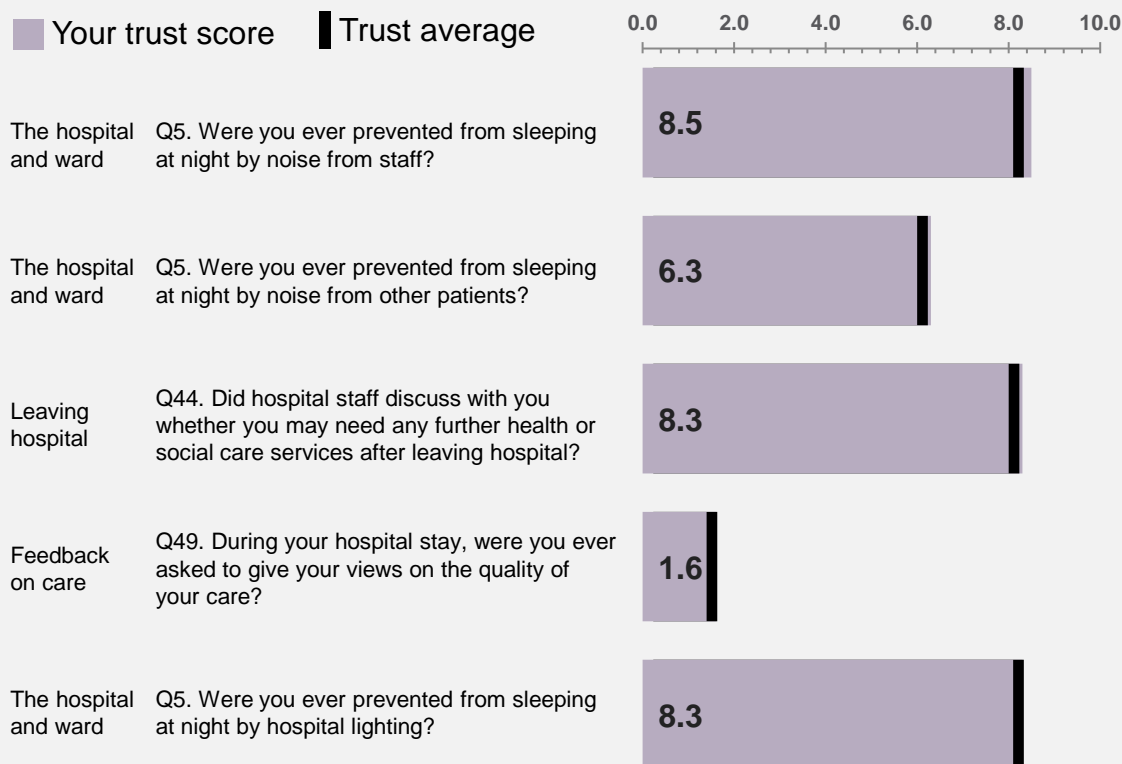 Your trust score Trust average
0.0 2.0 4.0 6.0 8.0 10.0
The hospital
and ward
Q5. Were you ever prevented from sleeping
at night by noise from staff?
8.5
The hospital
and ward
Q5. Were you ever prevented from sleeping
at night by noise from other patients?
6.3
Leaving
hospital
Q44. Did hospital staff discuss with you
whether you may need any further health or
social care services after leaving hospital?
8.3
Feedback
on care
Q49. During your hospital stay, were you ever
asked to give your views on the quality of
your care?
1.6
The hospital
and ward
Q5. Were you ever prevented from sleeping
at night by hospital lighting?
8.3